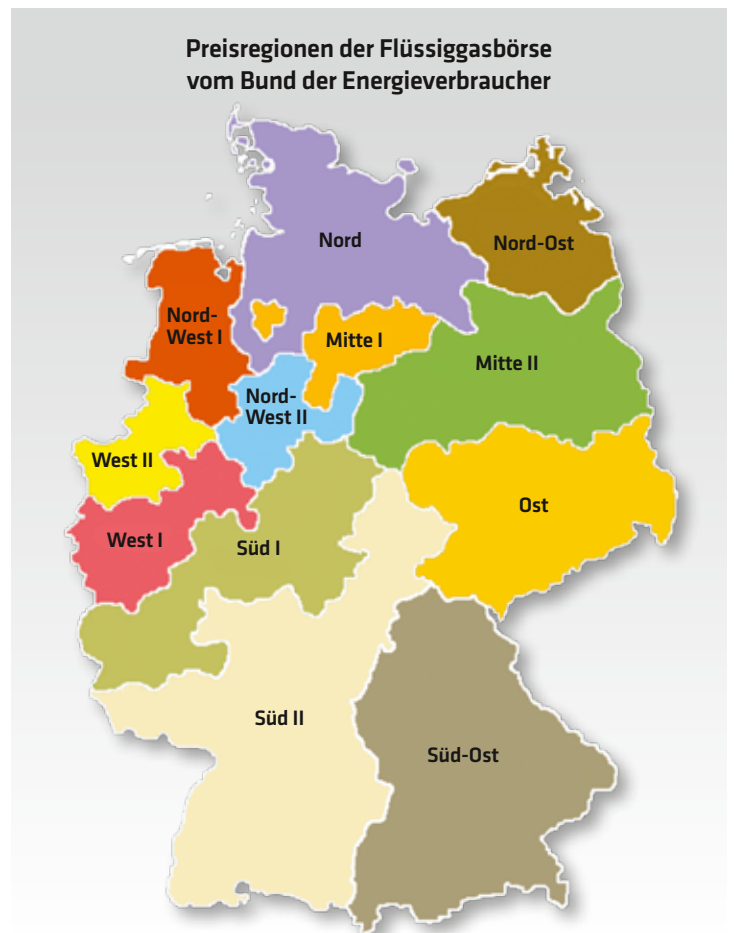 Preisregionen der Flüssiggasbörse
vom Bund der Energieverbraucher
Nord
Nord-Ost
Nord-
West I
Mitte I
Mitte II
Nord-
West II
West II
Ost
West I
Süd I
Süd II
Süd-Ost